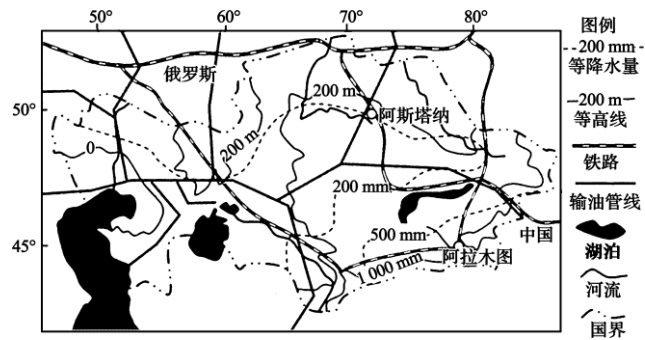 50° 60° 70° 80°
图例
200 mm
等降水量
200 m
等高线
铁路
输油管线
湖泊
河流
国界
俄罗斯
200 m
50°
阿斯塔纳
0
200 m
200 mm
500 mm
中国
45°
阿拉木图
1 000 mm